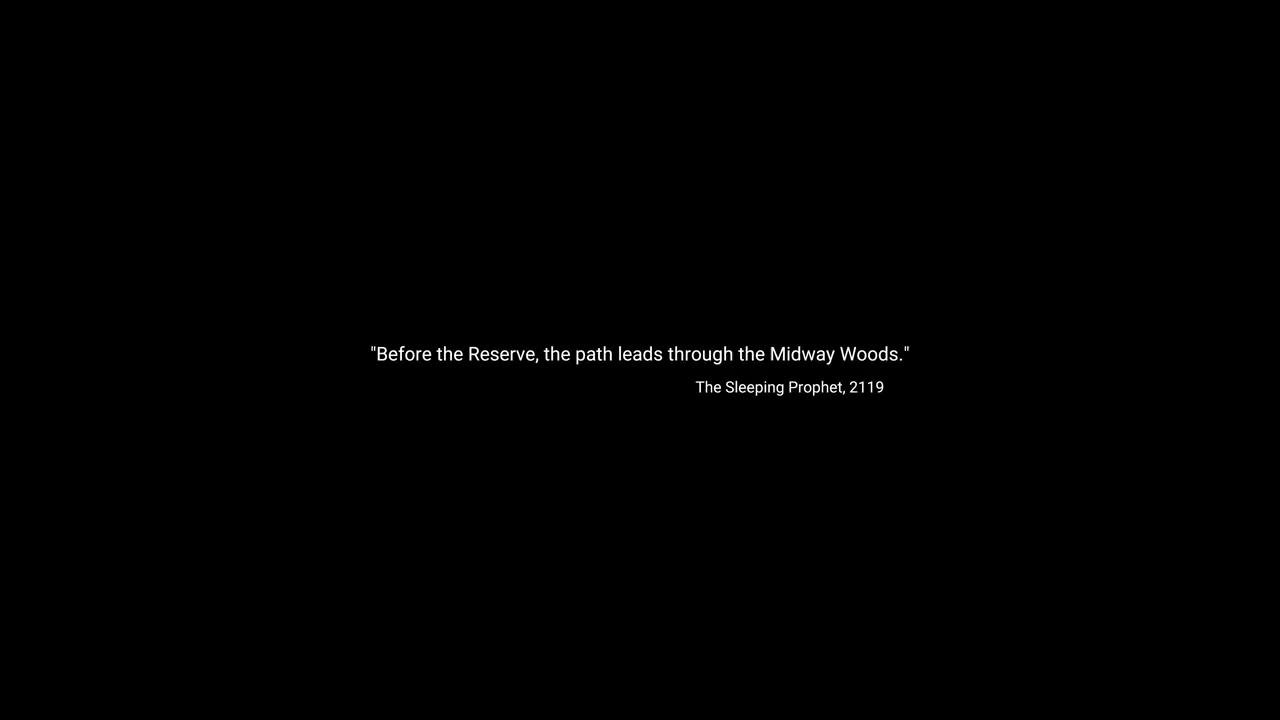 "Before the Reserve, the path leads through the Midway Woods."
The Sleeping Prophet, 2119